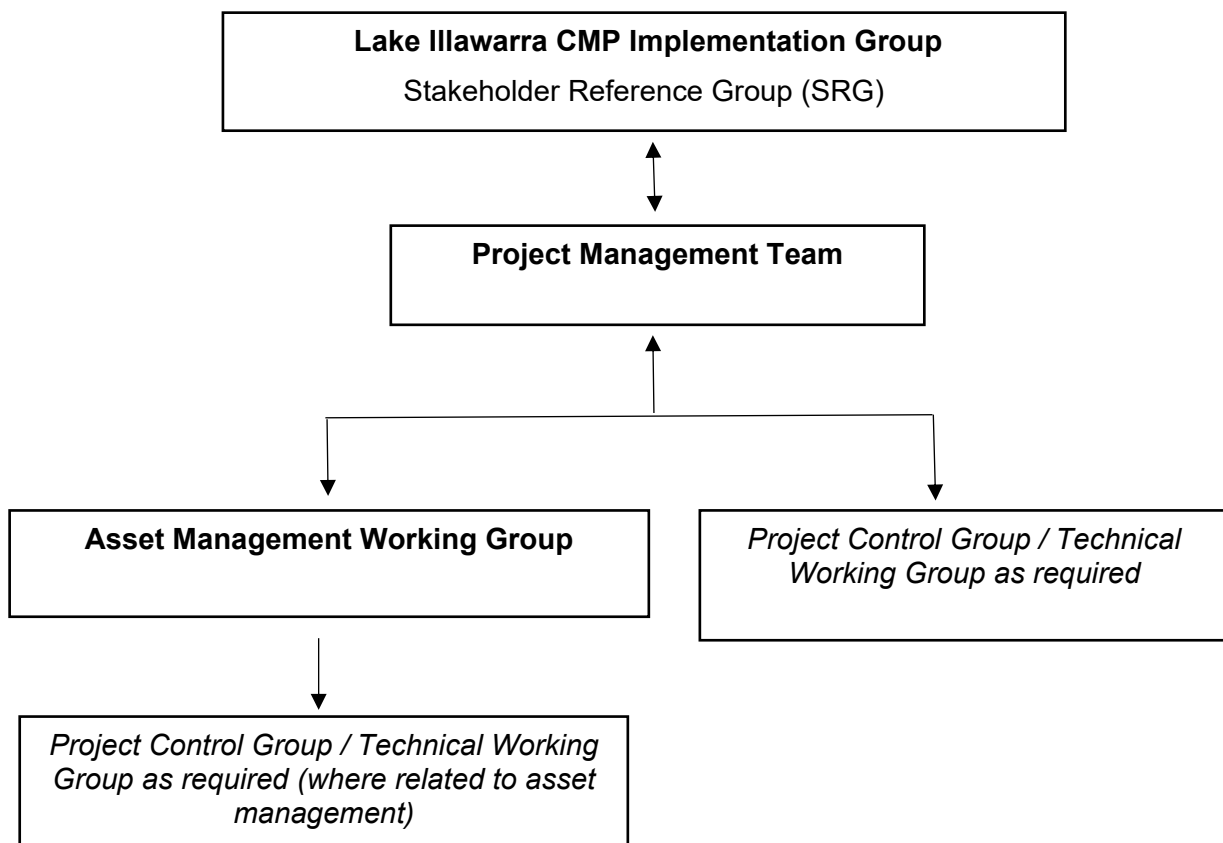 Lake Illawarra CMP Implementation Group
Stakeholder Reference Group (SRG)
Project Management Team
Asset Management Working Group
Project Control Group / Technical
Working Group as required
Project Control Group / Technical Working
Group as required (where related to asset
management)